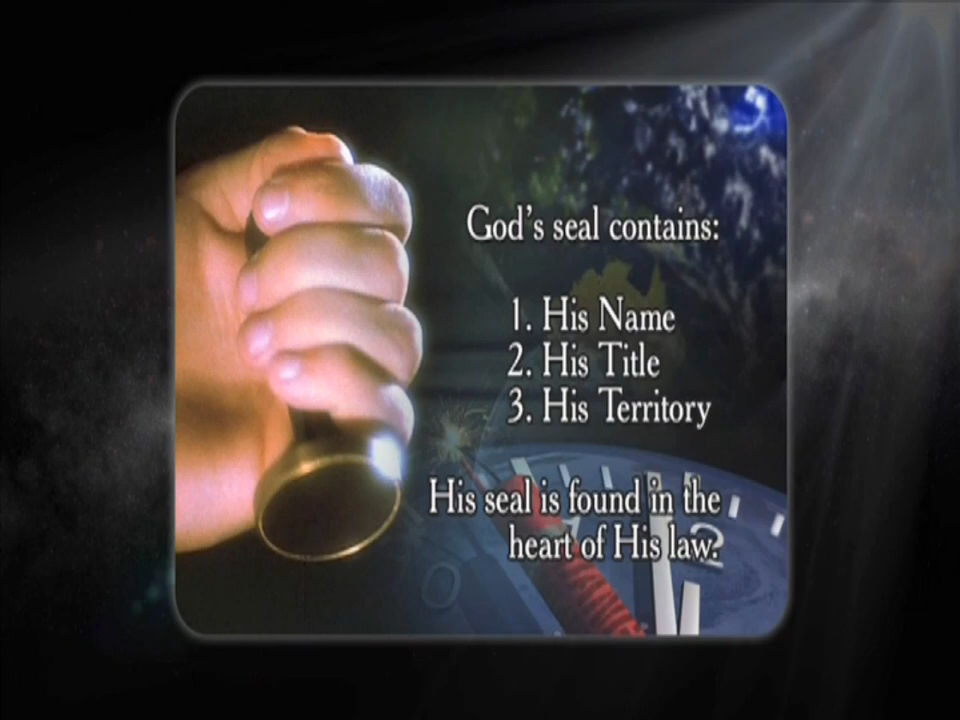 God's seal contains:
1. His Name
2. His Title
3. His Territory
His seal is found in the
heart of His law.
2